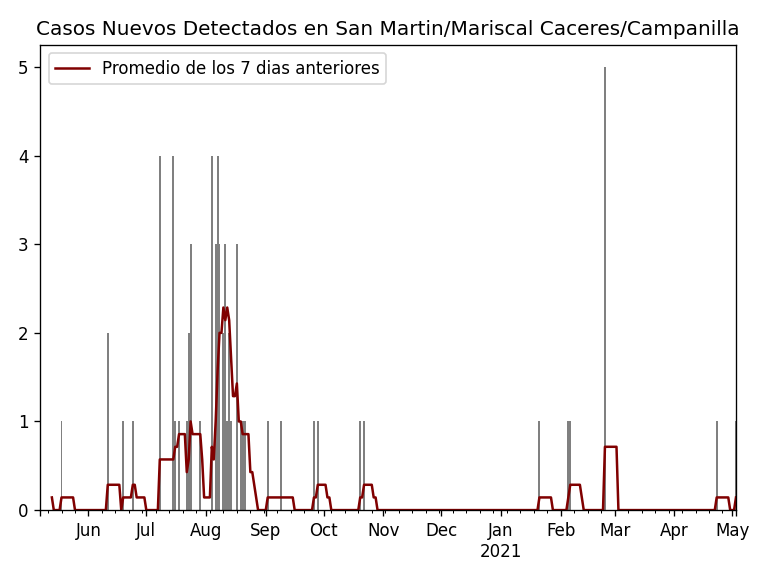 Casos Nuevos Detectados en San Martin/Mariscal Caceres/Campanilla
Promedio de los 7 dias anteriores
5
4
3
2
1
0
Jun Jul Aug Sep Oct Nov Dec Jan Feb Mar Apr May
2021